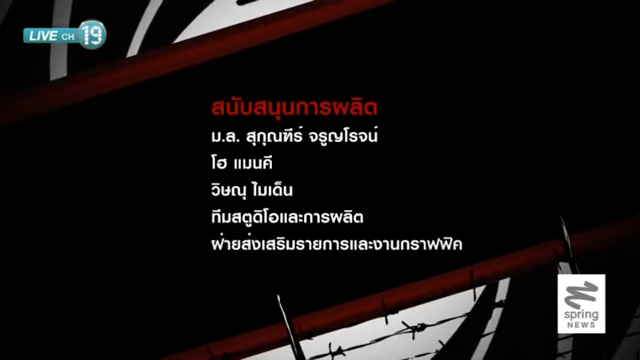 LIVE CH 19
สนับสนุนการผลิต
ม.ล. สุกุณฑีร์ จรูญโรจน์
โฮ แมนคี
วิษณุ ไมเด็น
ทีมสตูดิโอและการผลิต
ฝ่ายส่งเสริมรายการและงานกราฟฟิค
spring
NEWS